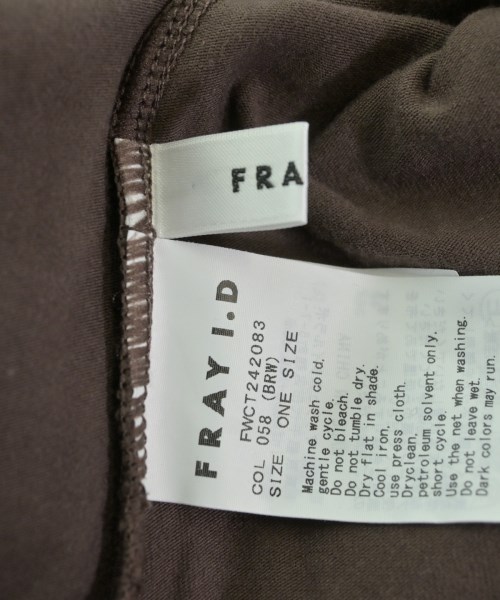 FRA
FRAY I.D
FWCT242083
COL 058 (BRW)
SIZE ONE SIZE
Machine wash cold.
gentle cycle.
Do not bleach.
Do not tumble dry.
Dry flat in shade.
Cool iron.
use press cloth.
Dryclean.
petroleum solvent only.
short cycle.
Use the net when washing.
Do not leave wet.
Dark colors may run.